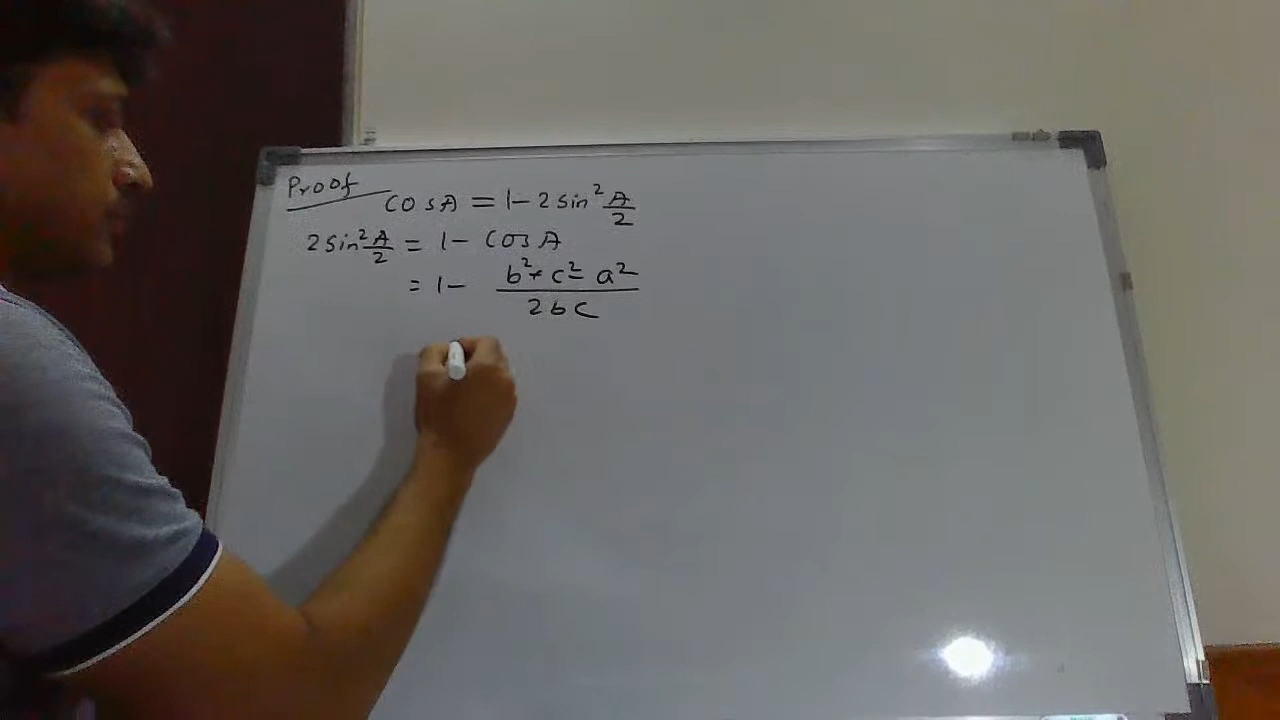 Proof
cos A = 1 - 2 sin² A/2
2 sin² A/2 = 1 - cos A
= 1 - (b² + c² - a²)/2bc